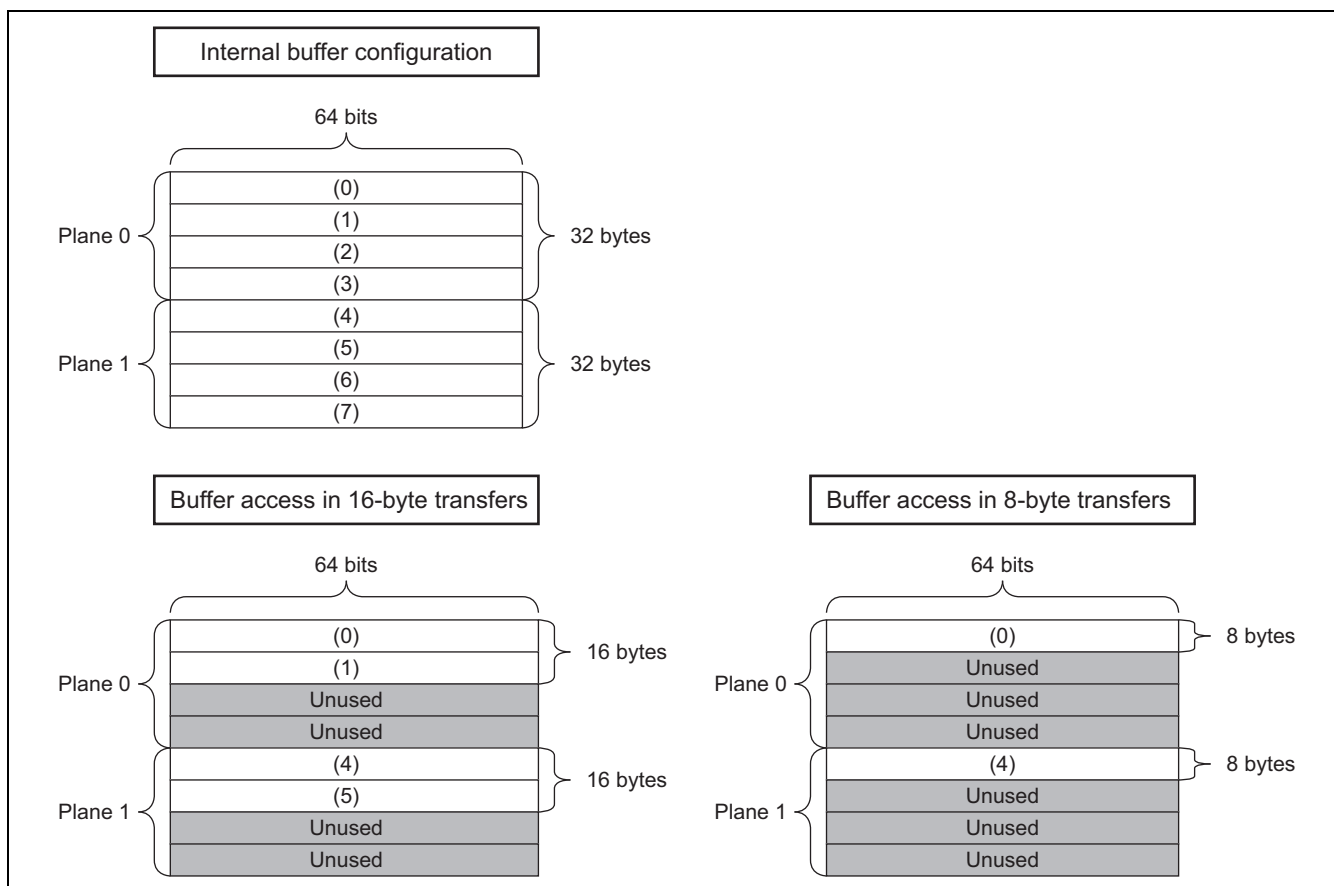 Internal buffer configuration
64 bits
(0)
(1)
Plane 0
32 bytes
(2)
(3)
(4)
(5)
Plane 1
32 bytes
(6)
(7)
Buffer access in 16-byte transfers
64 bits
(0)
16 bytes
(1)
Plane 0
Unused
Unused
(4)
16 bytes
(5)
Plane 1
Unused
Unused
Buffer access in 8-byte transfers
64 bits
(0)
8 bytes
Unused
Plane 0
Unused
Unused
(4)
8 bytes
Unused
Plane 1
Unused
Unused